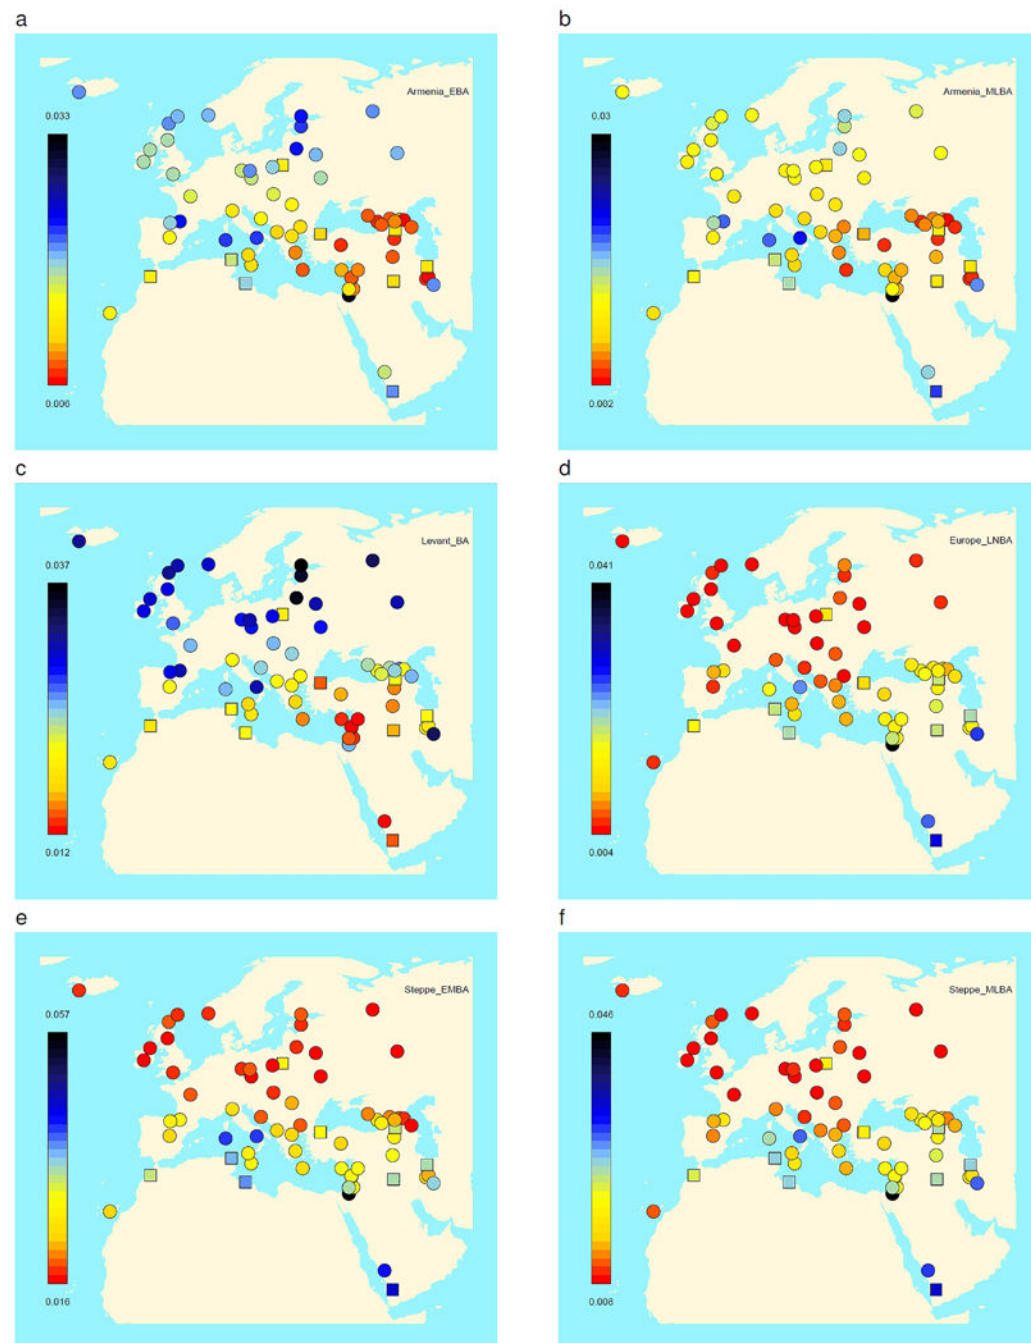 a
b
Armenia_EBA
Armenia_MLBA
0.033
0.03
0.006
0.002
c
d
Levant_BA
Europe_LNBA
0.037
0.041
0.012
0.004
e
f
Steppe_EMBA
Steppe_MLBA
0.057
0.046
0.016
0.008